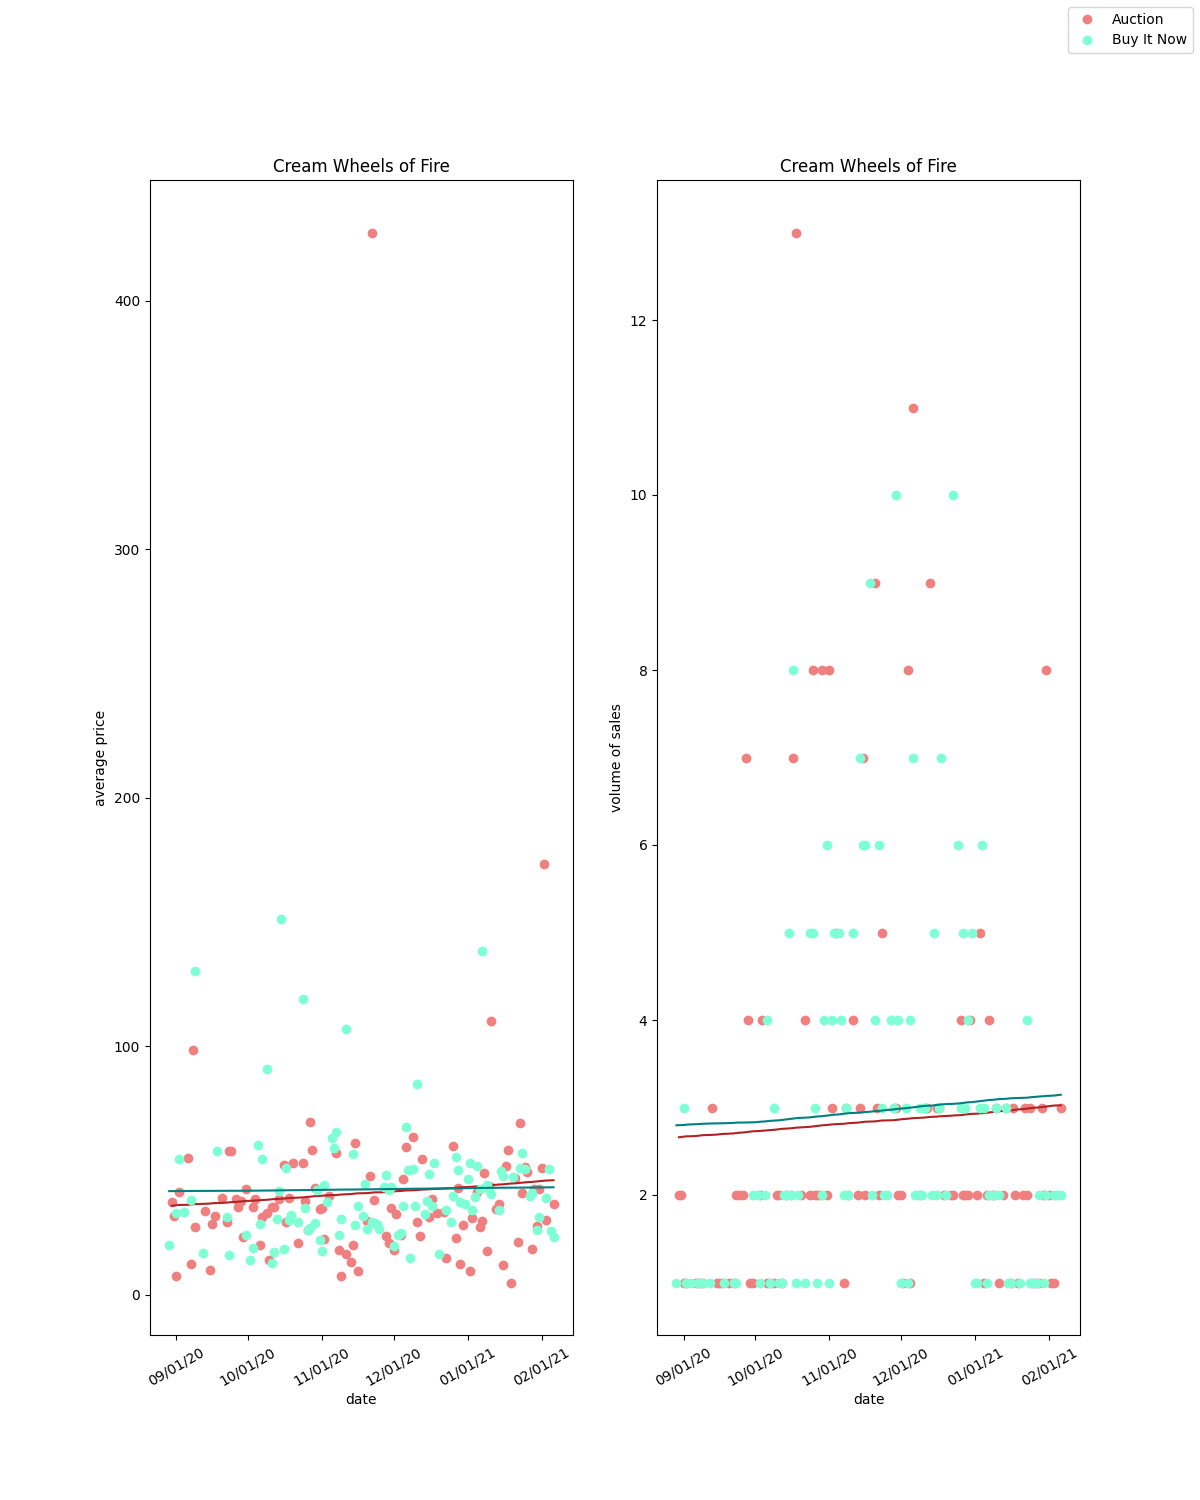 Auction
Buy It Now
Cream Wheels of Fire
400
300
200
100
0
average price
09/01/20
10/01/20
11/01/20
12/01/20
01/01/21
02/01/21
date
Cream Wheels of Fire
12
10
8
6
4
2
volume of sales
09/01/20
10/01/20
11/01/20
12/01/20
01/01/21
02/01/21
date